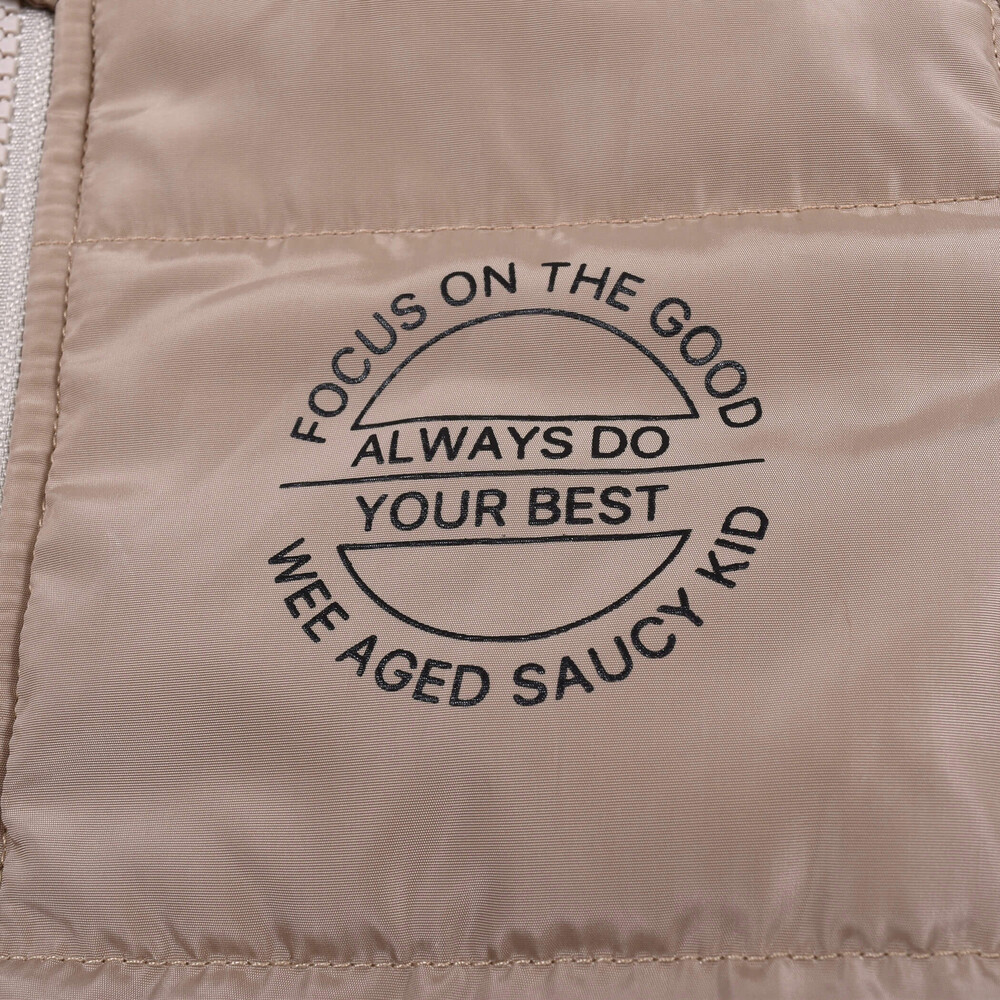 FOCUS ON THE GOOD
ALWAYS DO
YOUR BEST
WEE AGED SAUCY KID